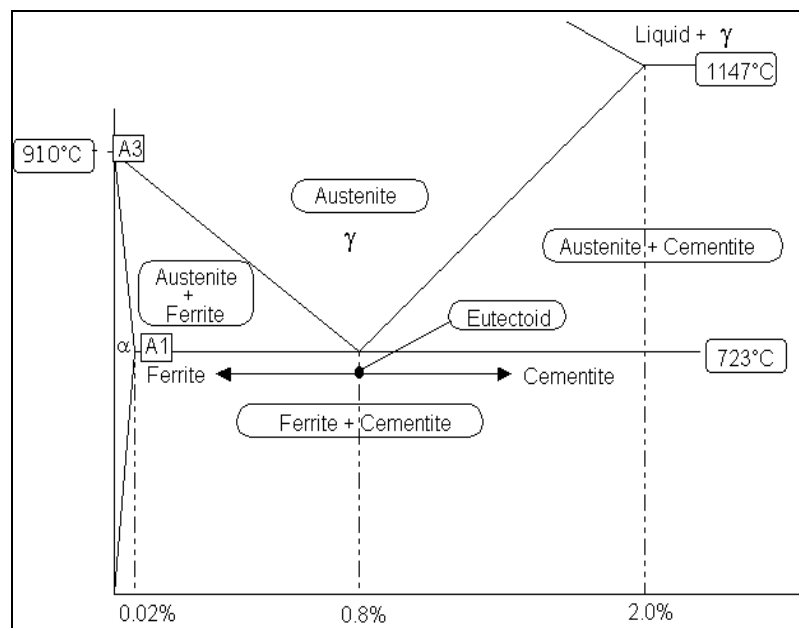 Liquid + γ
1147°C
910°C
A3
Austenite
γ
Austenite + Cementite
Austenite
+
Ferrite
Eutectoid
α
A1
723°C
Ferrite
Cementite
Ferrite + Cementite
0.02%
0.8%
2.0%